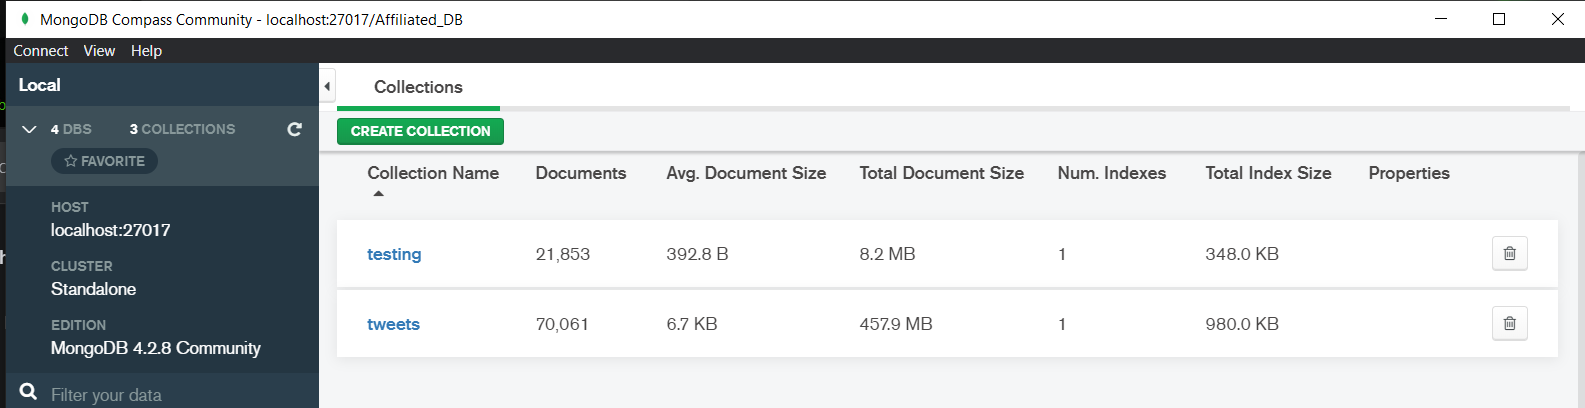 MongoDB Compass Community - localhost:27017/Affiliated_DB
Connect View Help
Local
4 DBS 3 COLLECTIONS
FAVORITE
HOST
localhost:27017
CLUSTER
Standalone
EDITION
MongoDB 4.2.8 Community
Filter your data
Collections
CREATE COLLECTION
Collection Name Documents Avg. Document Size Total Document Size Num. Indexes Total Index Size Properties
testing 21,853 392.8 B 8.2 MB 1 348.0 KB
tweets 70,061 6.7 KB 457.9 MB 1 980.0 KB